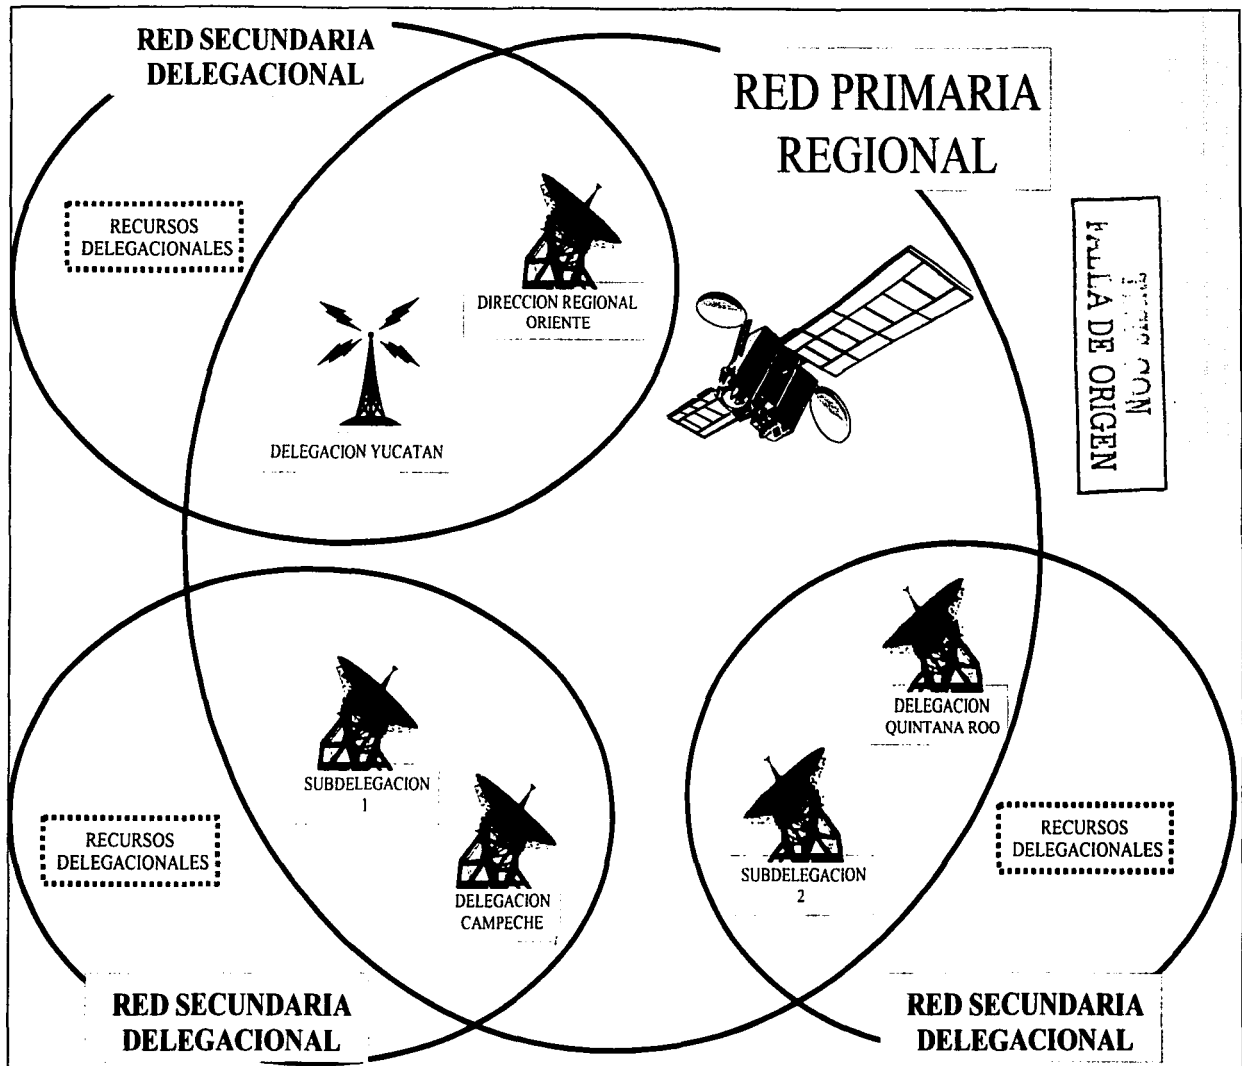 RED SECUNDARIA
DELEGACIONAL
RED PRIMARIA
REGIONAL
RECURSOS
DELEGACIONALES
DIRECCION REGIONAL
ORIENTE
DELEGACION YUCATAN
CON
FALLA DE ORIGEN
DELEGACION
QUINTANA ROO
SUBDELEGACION
1
SUBDELEGACION
2
DELEGACION
CAMPECHE
RECURSOS
DELEGACIONALES
RECURSOS
DELEGACIONALES
RED SECUNDARIA
DELEGACIONAL
RED SECUNDARIA
DELEGACIONAL